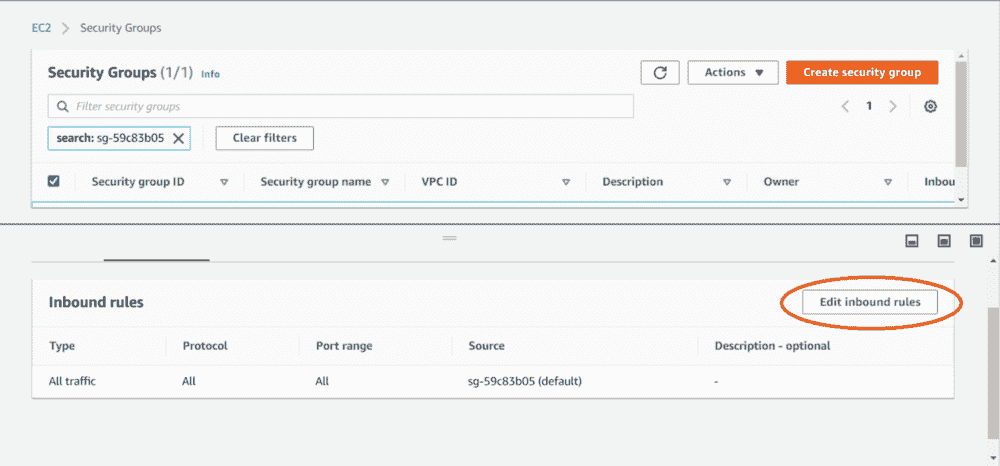 EC2 > Security Groups
Security Groups (1/1) Info
Actions
Create security group
Filter security groups
1
search: sg-59c83b05
Clear filters
Security group ID
Security group name
VPC ID
Description
Owner
Inbou
Inbound rules
Edit inbound rules
Type
Protocol
Port range
Source
Description - optional
All traffic
All
All
sg-59c83b05 (default)
-